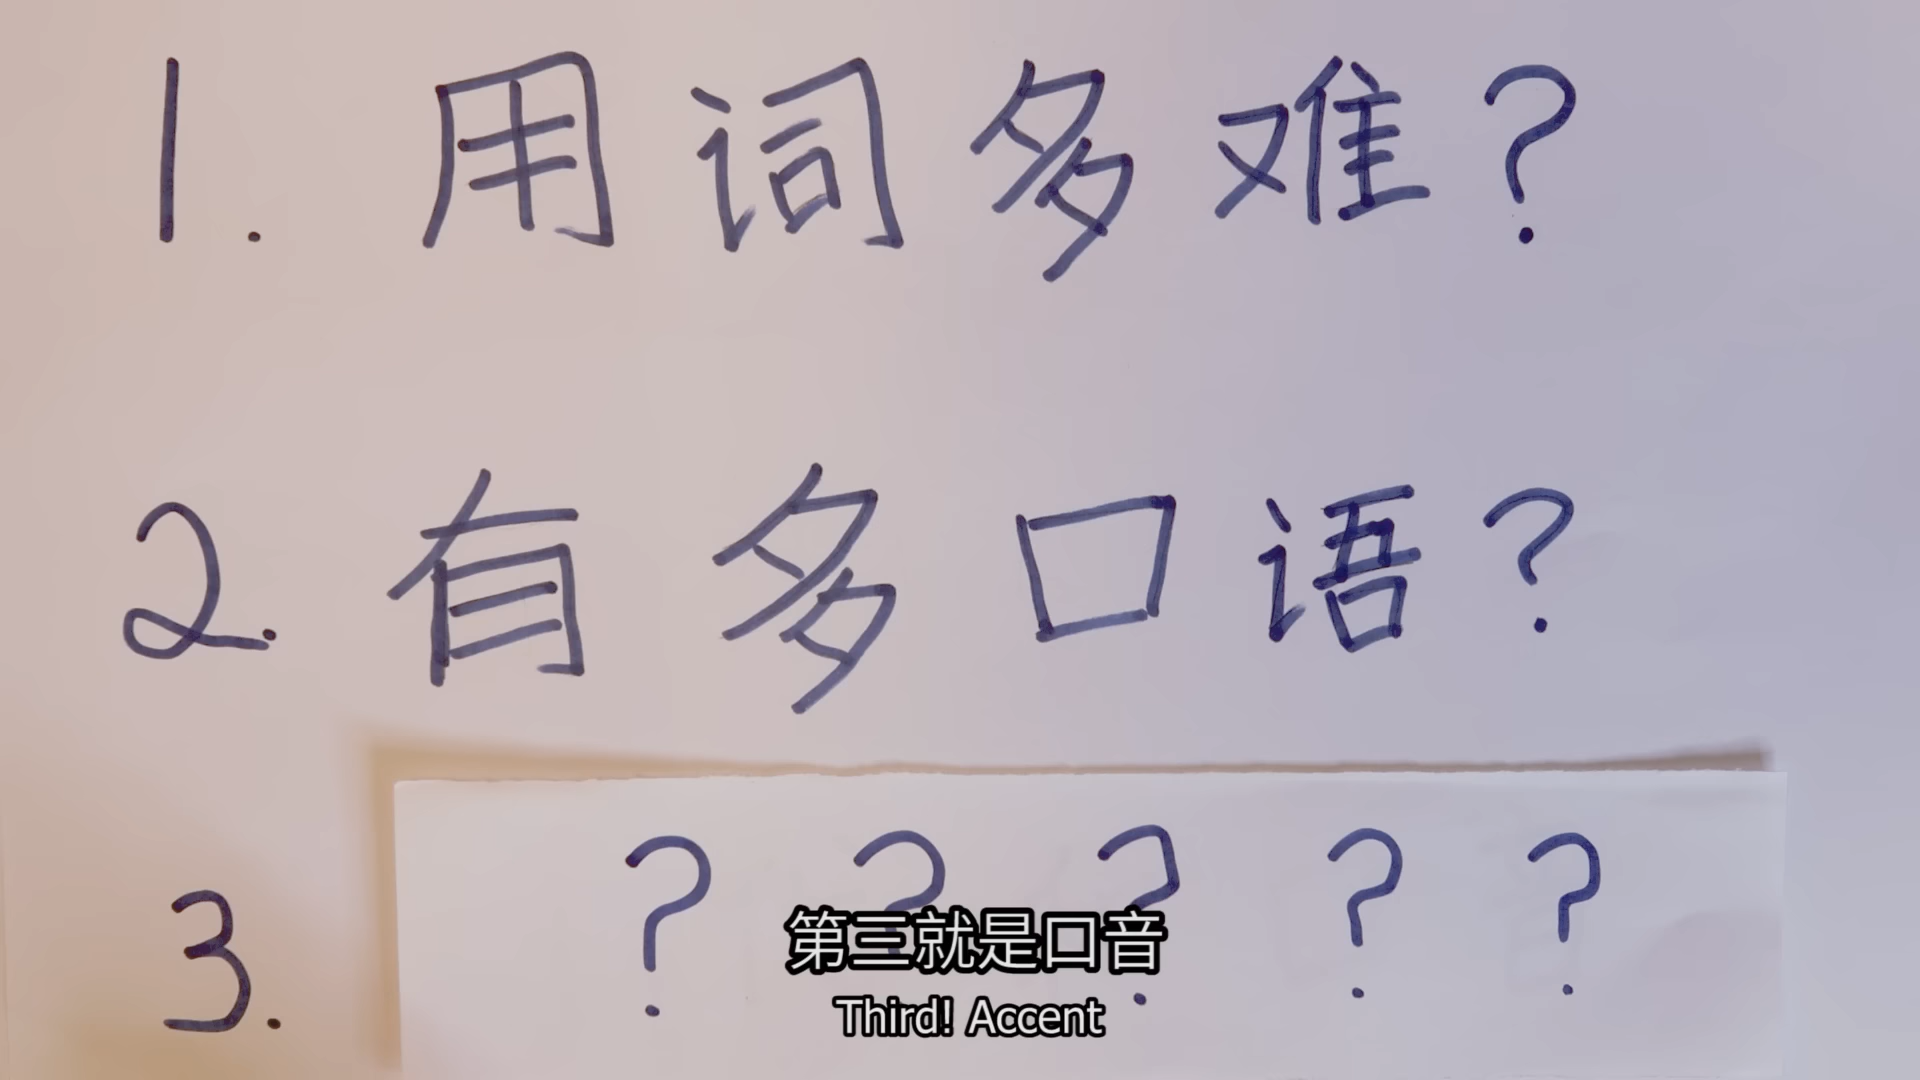 1. 用词多难?
2. 有多口语?
3. ? ? ? ? ?
第三就是口音
Third! Accent